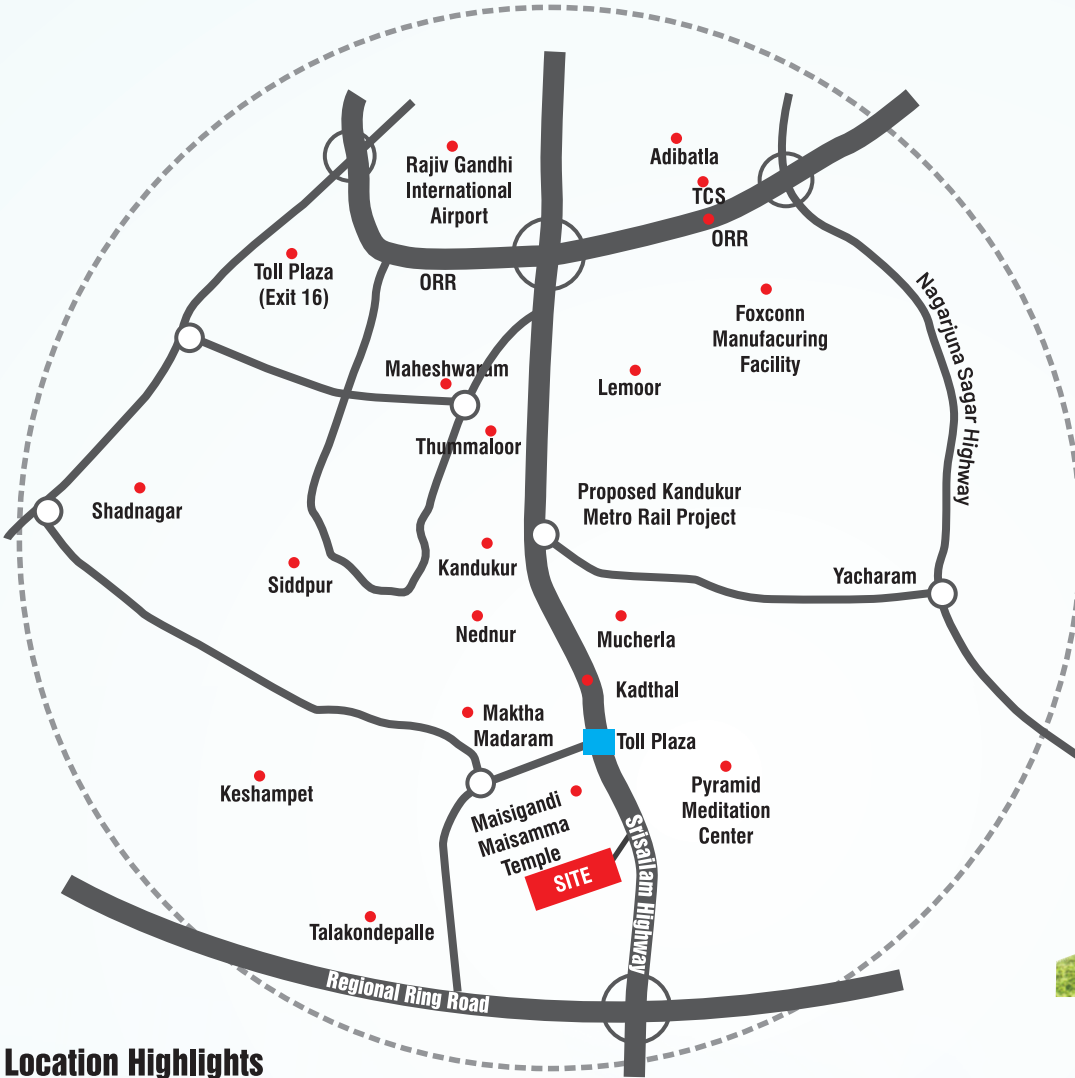 Adibatla
Rajiv Gandhi
International
Airport
TCS
ORR
Toll Plaza
(Exit 16)
ORR
Foxconn
Manufacuring
Facility
Nagarjuna Sagar Highway
Maheshwaram
Lemoor
Thummaloor
Proposed Kandukur
Metro Rail Project
Shadnagar
Kandukur
Siddpur
Yacharam
Nednur
Mucherla
Kadthal
Maktha
Madaram
Toll Plaza
Keshampet
Pyramid
Meditation
Center
Maisigandi
Maisamma
Temple
SITE
Srisailam Highway
Talakondepalle
Regional Ring Road
Location Highlights